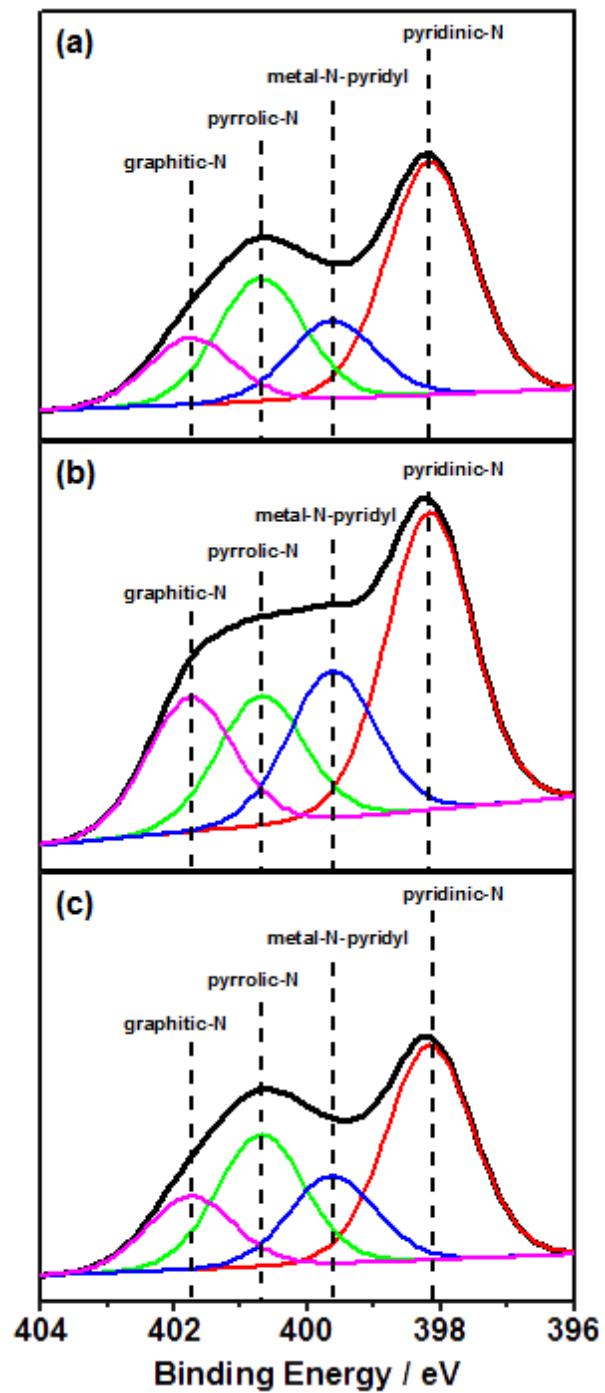 (a)
pyridinic-N
metal-N-pyridyl
pyrrolic-N
graphitic-N
(b)
pyridinic-N
metal-N-pyridyl
pyrrolic-N
graphitic-N
(c)
pyridinic-N
metal-N-pyridyl
pyrrolic-N
graphitic-N
404 402 400 398 396
Binding Energy / eV